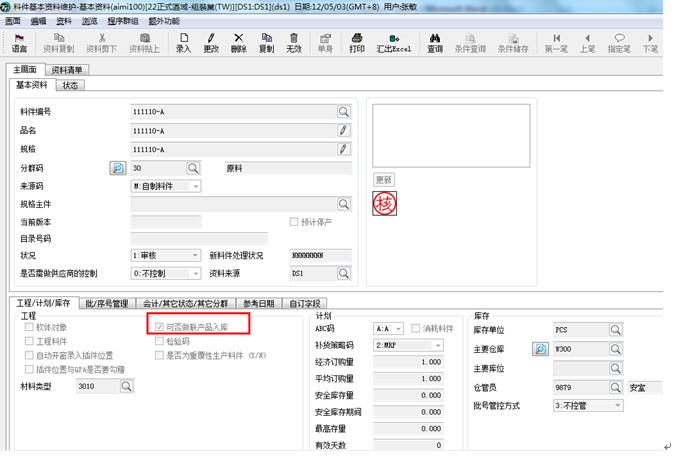 料件基本资料维护-基本资料(aimi100)[22正式區域-组裝篱(TW)][DS1:DS1](ds1) 日期:12/05/03(GMT+8) 用户:张敏
画面 编辑 资料 浏览 程序群组 额外功能
语言 资料复制 资料剪下 资料贴上 录入 更改 删除 复制 无效 单身 打印 汇出Excel 查询 条件查询 条件储存 第一笔 上笔 指定笔 下笔
主画面 资料清单
基本资料 状态
料件编号 111110-A
品名 111110-A
规格 111110-A
分群码 30 原料
更新
来源码 M:自制料件
核
规格主件
当前版本 预计停产
目录号码
状况 1:审核 新料件处理状况 NNNNNNNN
是否需做供应商的控制 0:不控制 资料来源 DS1
工程/计划/库存 批/序号管理 会计/其它状态/其它分群 参考日期 自订字段
工程 计划 库存
软体对象 可否做联产品入库 ABC码 A:A 消耗料件 库存单位 PCS
工程料件 检验码 补货策略码 2:MRP 主要仓库 W300
自动开窗录入插件位置 是否为重覆性生产料件 (Y/N) 经济订购量 1.000 主要库位
插件位置与QPA是否要勾稽 平均订购量 1.000 仓管员 9879 安室
材料类型 3010 安全库存量 0.000 批号管控方式 3:不控管
安全库存期间 0.000
最高存量 0.000
有效天数 0